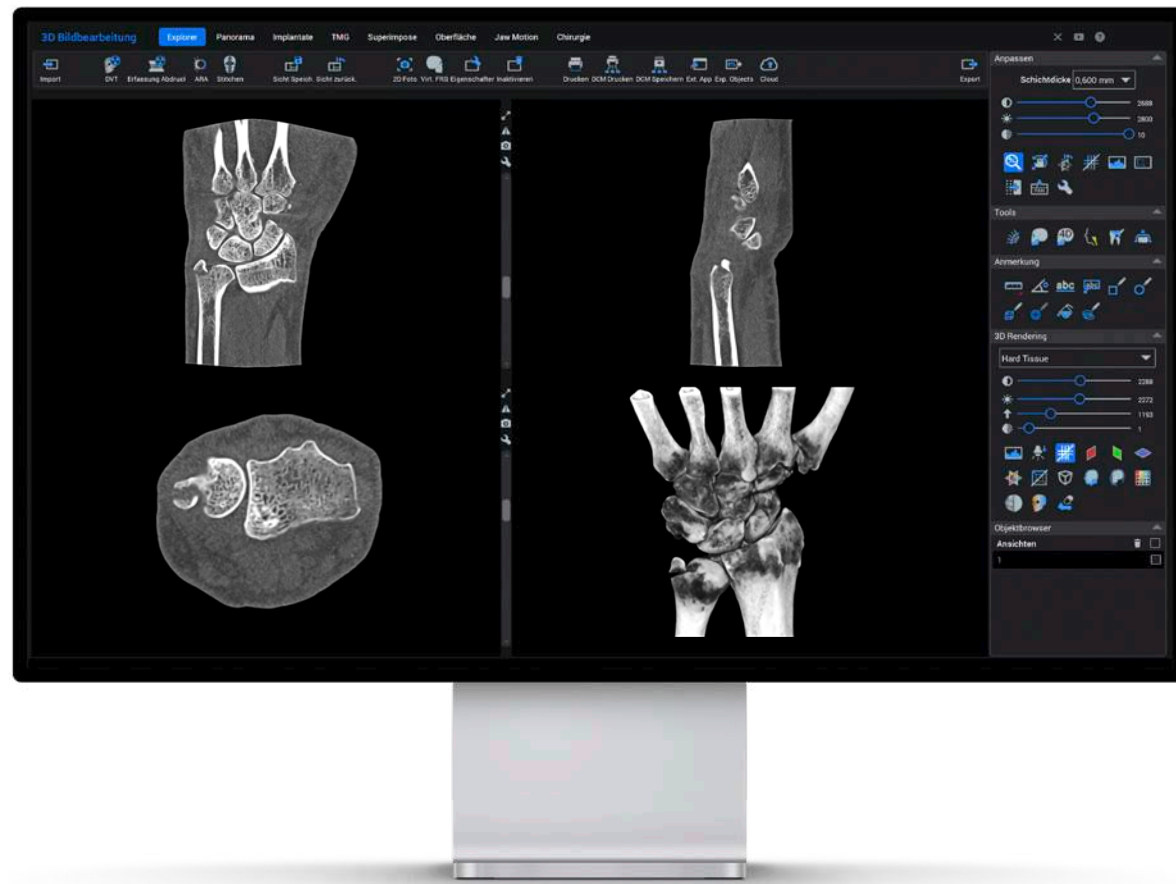 3D Bildbearbeitung Explorer Panorama Implantate TMG Superimpose Oberfläche Jaw Motion Chirurgie
Import DVT Erfassung Abdruck ARA Stitchen Sicht Speich. Sicht zurück. 2D Foto Virt. FRS Eigenschafter Inaktivieren Drucken DCM Drucken DCM Speichern Ext. App Exp. Objects Cloud Export
Anpassen
Schichtdicke 0,600 mm
2688
2800
10
Tools
4D
Anmerkung
abc abc
3D Rendering
Hard Tissue
2288
2272
1193
1
Objektbrowser
Ansichten
1